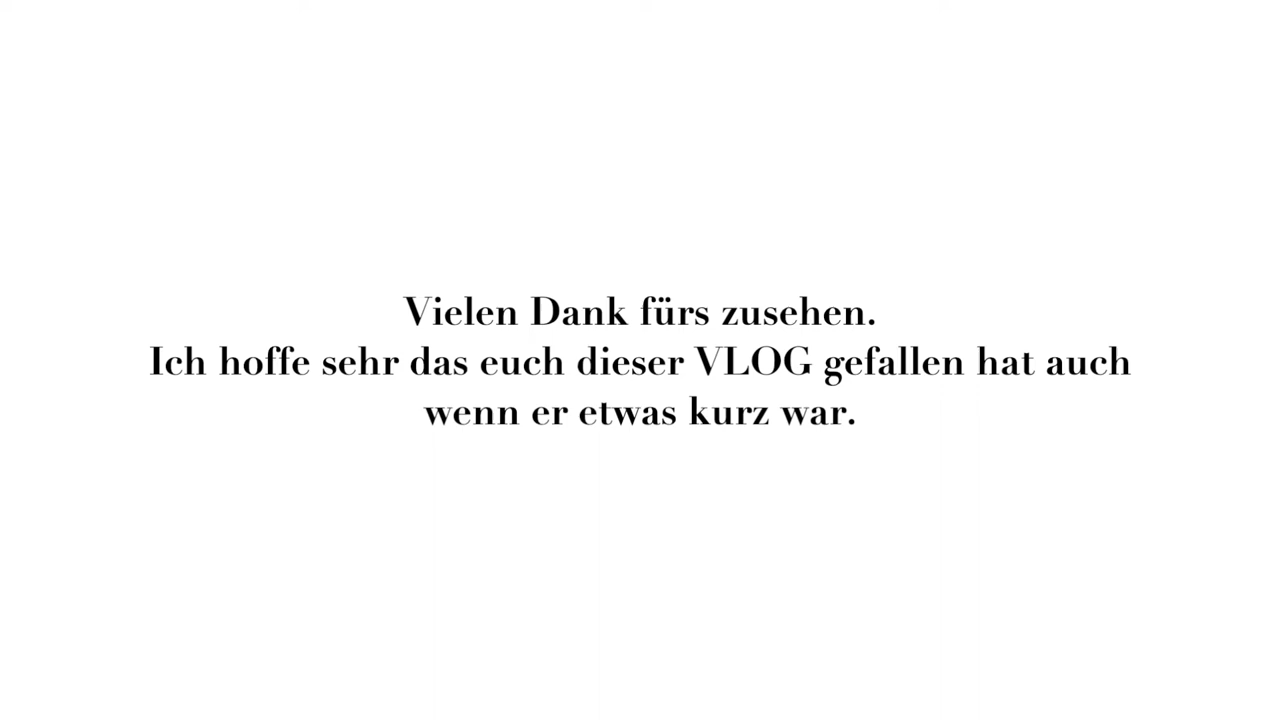 Vielen Dank fürs zusehen.
Ich hoffe sehr das euch dieser VLOG gefallen hat auch
wenn er etwas kurz war.